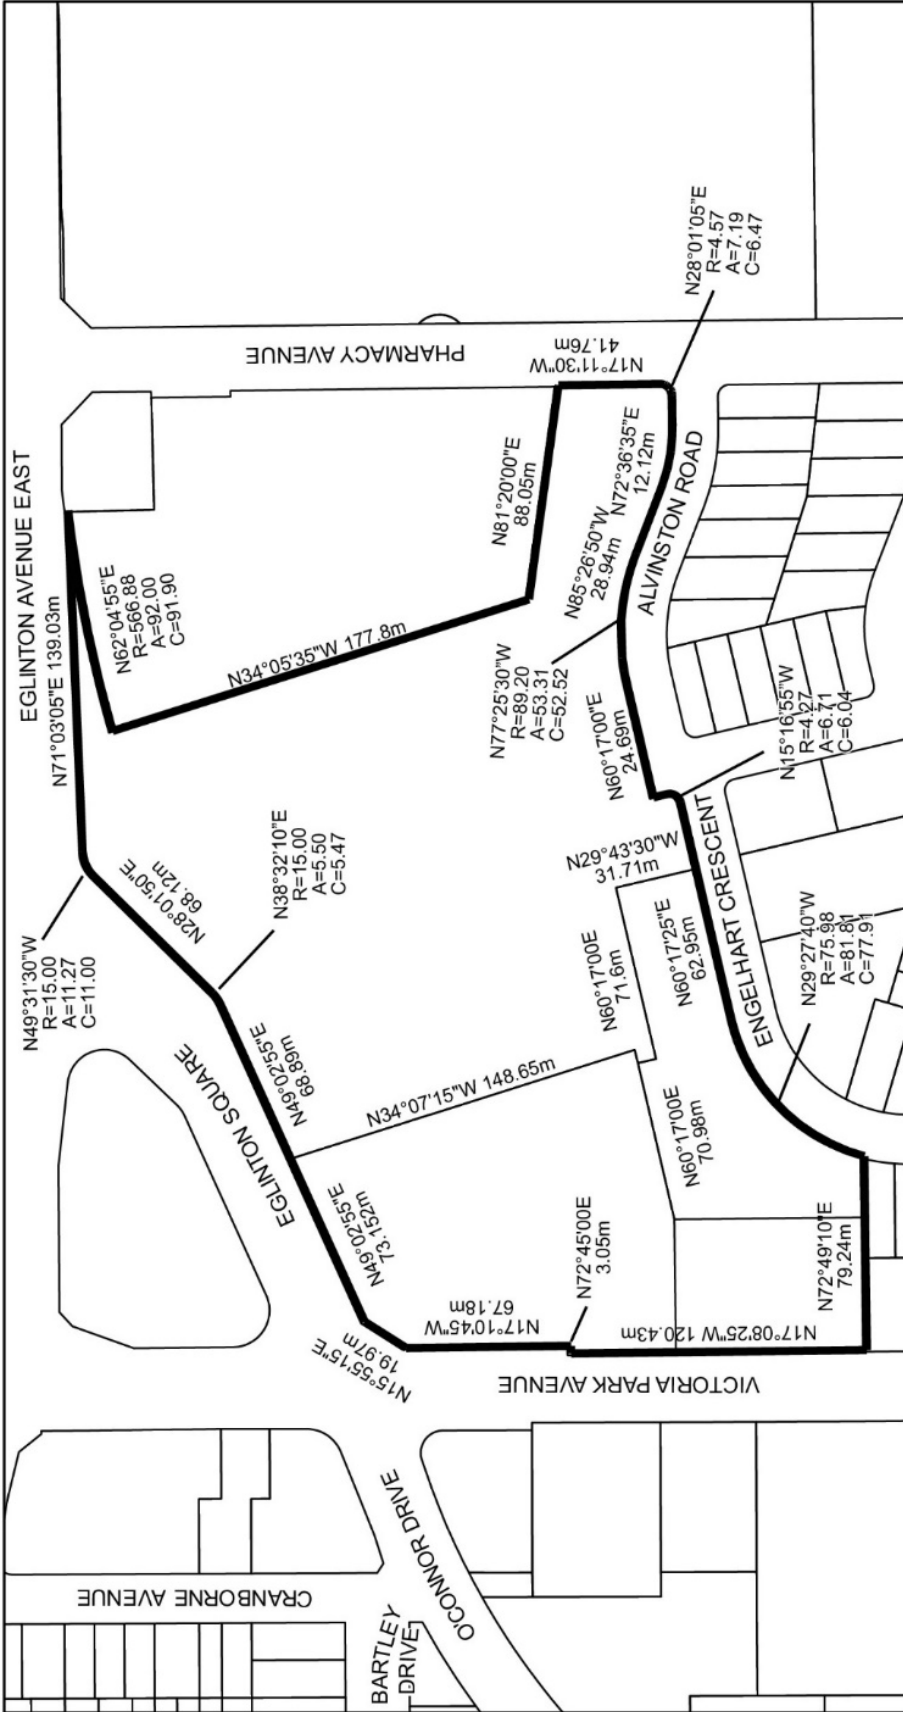 EGLINTON AVENUE EAST
N71°03'05"E 139.03m
N62°04'55"E
R=566.88
A=92.00
C=91.90
PHARMACY AVENUE
N17°11'30"W
41.76m
N28°01'05"E
R=4.57
A=7.19
C=6.47
N81°20'00"E
88.05m
N72°36'35"E
12.12m
N85°26'50"W
28.94m
ALVINSTON ROAD
N34°05'35"W 177.8m
N77°25'30"W
R=89.20
A=53.31
C=52.52
N60°17'00"E
24.69m
N15°16'55"W
R=4.27
A=6.71
C=6.04
N49°31'30"W
R=15.00
A=11.27
C=11.00
N28°01'50"E
68.12m
N38°32'10"E
R=15.00
A=5.50
C=5.47
N29°43'30"W
31.71m
N60°17'00E
71.6m
N60°17'25"E
62.95m
ENGELHART CRESCENT
N29°27'40"W
R=75.98
A=81.81
C=77.91
EGLINTON SQUARE
N49°02'55"E
68.89m
N34°07'15"W 148.65m
N60°17'00E
70.98m
N49°02'55"E
73.152m
N72°45'00E
3.05m
N72°49'10"E
79.24m
N15°55'15"E
19.97m
N17°10'45"W
67.18m
N17°08'25"W 120.43m
VICTORIA PARK AVENUE
O'CONNOR DRIVE
CRANBORNE AVENUE
BARTLEY
DRIVE